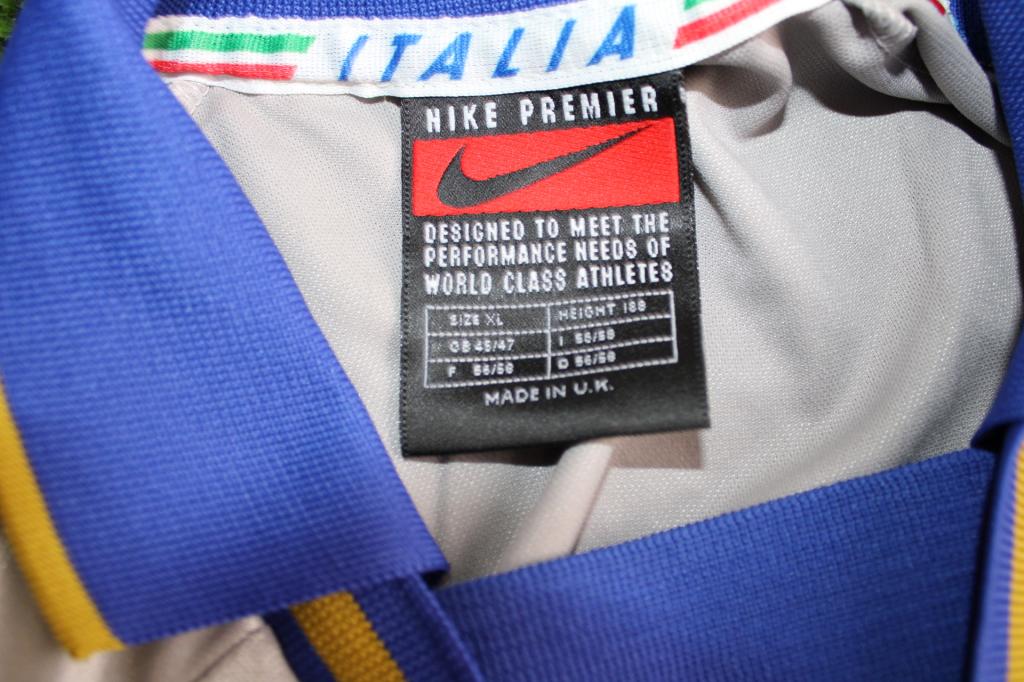 ITALIA
NIKE PREMIER
DESIGNED TO MEET THE
PERFORMANCE NEEDS OF
WORLD CLASS ATHLETES
SIZE XL HEIGHT 188
GB 45/47 I 56/58
F 56/58 D 56/58
MADE IN U.K.